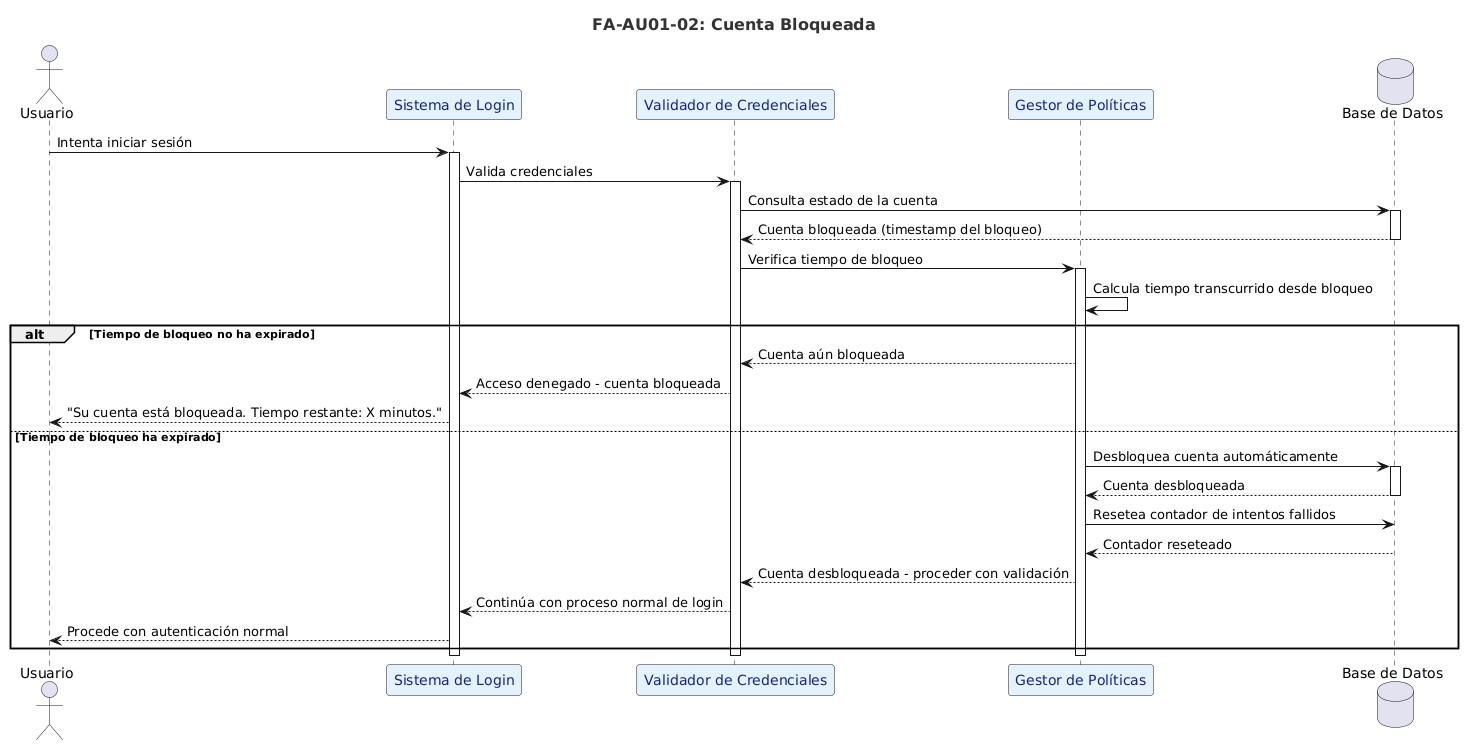 FA-AU01-02: Cuenta Bloqueada
Usuario
Sistema de Login
Validador de Credenciales
Gestor de Políticas
Base de Datos
Intenta iniciar sesión
Valida credenciales
Consulta estado de la cuenta
Cuenta bloqueada (timestamp del bloqueo)
Verifica tiempo de bloqueo
Calcula tiempo transcurrido desde bloqueo
alt [Tiempo de bloqueo no ha expirado]
Cuenta aún bloqueada
Acceso denegado - cuenta bloqueada
"Su cuenta está bloqueada. Tiempo restante: X minutos."
[Tiempo de bloqueo ha expirado]
Desbloquea cuenta automáticamente
Cuenta desbloqueada
Resetea contador de intentos fallidos
Contador reseteado
Cuenta desbloqueada - proceder con validación
Continúa con proceso normal de login
Procede con autenticación normal
Usuario
Sistema de Login
Validador de Credenciales
Gestor de Políticas
Base de Datos